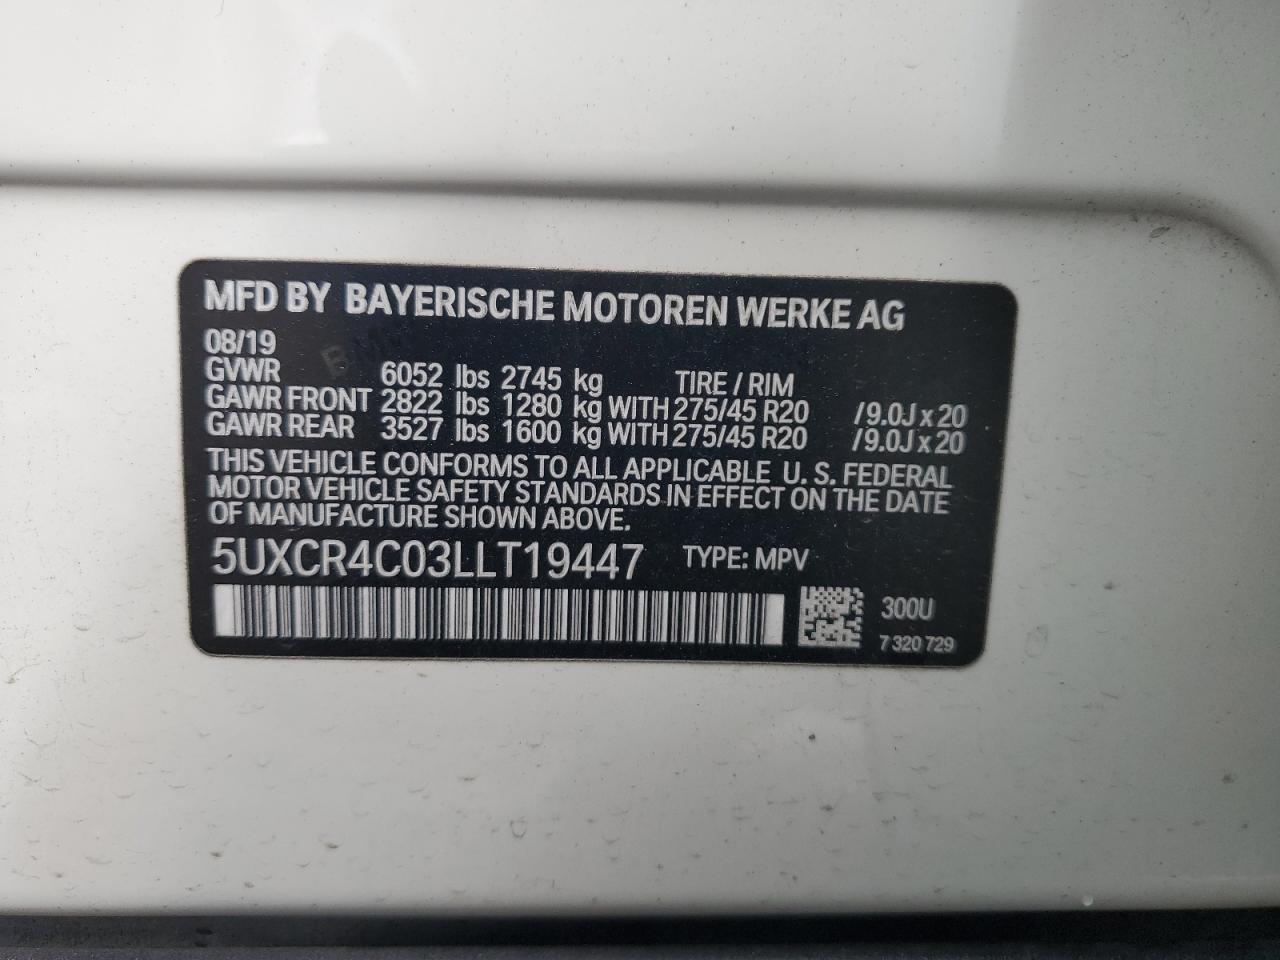 MFD BY BAYERISCHE MOTOREN WERKE AG
08/19
GVWR 6052 lbs 2745 kg TIRE / RIM
GAWR FRONT 2822 lbs 1280 kg WITH 275/45 R20 / 9.0J x 20
GAWR REAR 3527 lbs 1600 kg WITH 275/45 R20 / 9.0J x 20
THIS VEHICLE CONFORMS TO ALL APPLICABLE U. S. FEDERAL
MOTOR VEHICLE SAFETY STANDARDS IN EFFECT ON THE DATE
OF MANUFACTURE SHOWN ABOVE.
5UXCR4C03LLT19447 TYPE: MPV
300U
7 320 729